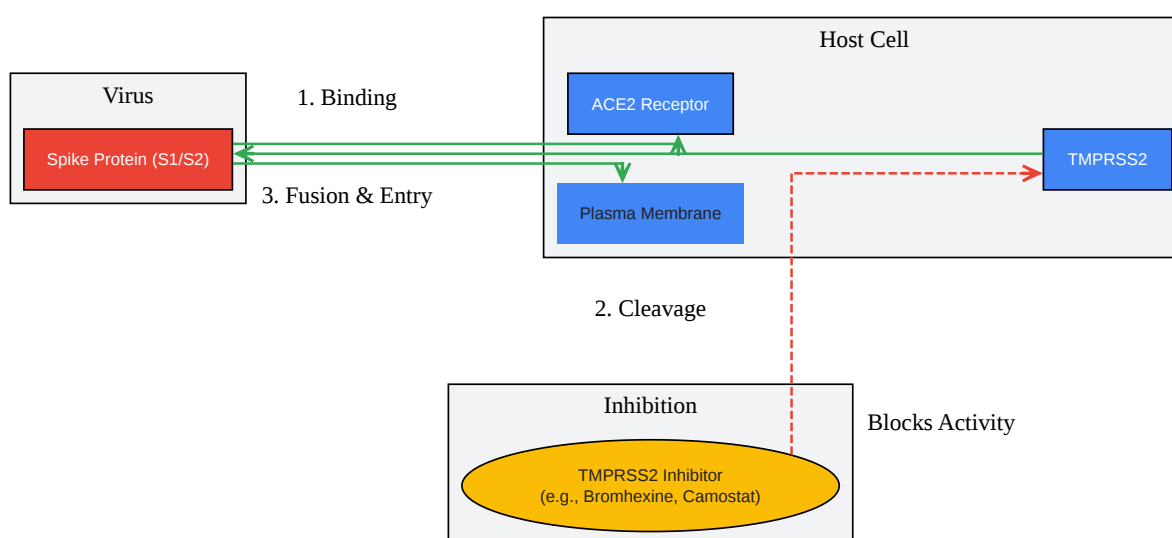 Host Cell
Virus
1. Binding
ACE2 Receptor
Spike Protein (S1/S2)
TMPRSS2
3. Fusion & Entry
Plasma Membrane
2. Cleavage
Inhibition
Blocks Activity
TMPRSS2 Inhibitor
(e.g., Bromhexine, Camostat)